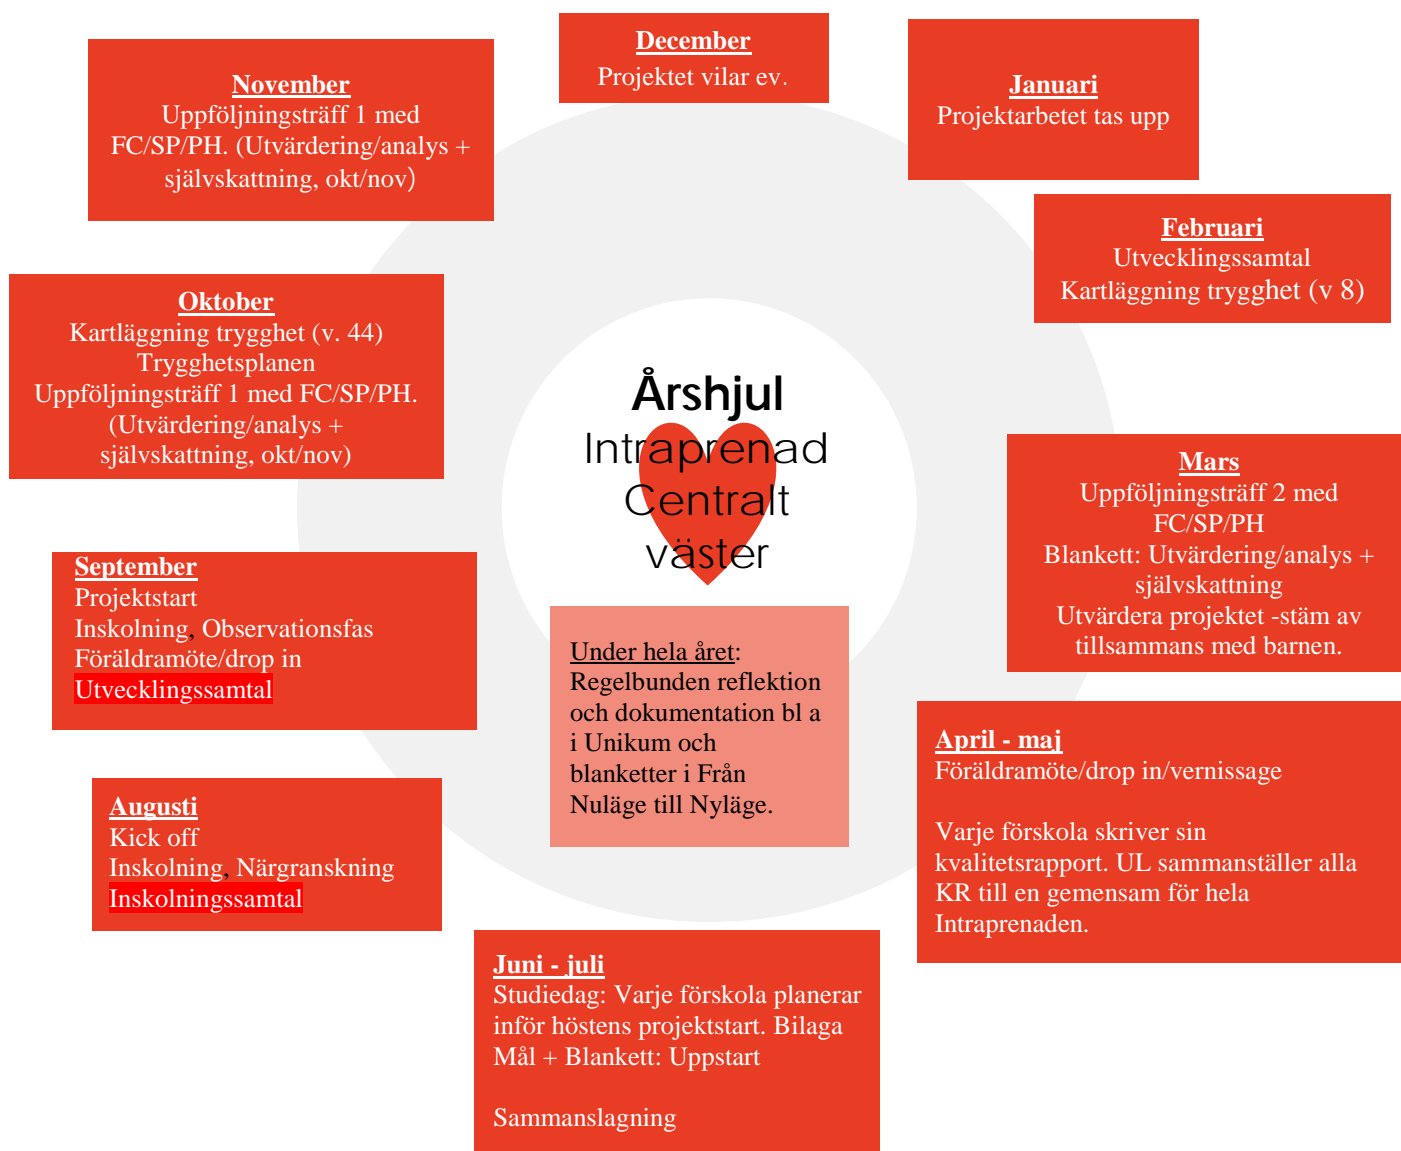 December
Projektet vilar ev.
Januari
Projektarbetet tas upp
Februari
Utvecklingssamtal
Kartläggning trygghet (v 8)
Mars
Uppföljningsträff 2 med
FC/SP/PH
Blankett: Utvärdering/analys +
självskattning
Utvärdera projektet -stäm av
tillsammans med barnen.
April - maj
Föräldramöte/drop in/vernissage
Varje förskola skriver sin
kvalitetsrapport. UL sammanställer alla
KR till en gemensam för hela
Intraprenaden.
Juni - juli
Studiedag: Varje förskola planerar
inför höstens projektstart. Bilaga
Mål + Blankett: Uppstart
Sammanslagning
Augusti
Kick off
Inskolning, Närgranskning
Inskolningssamtal
September
Projektstart
Inskolning, Observationsfas
Föräldramöte/drop in
Utvecklingssamtal
Oktober
Kartläggning trygghet (v. 44)
Trygghetsplanen
Uppföljningsträff 1 med FC/SP/PH.
(Utvärdering/analys +
självskattning, okt/nov)
November
Uppföljningsträff 1 med
FC/SP/PH. (Utvärdering/analys +
självskattning, okt/nov)
Årshjul
Intraprenad
Centralt
väster
Under hela året:
Regelbunden reflektion
och dokumentation bl a
i Unikum och
blanketter i Från
Nuläge till Nyläge.